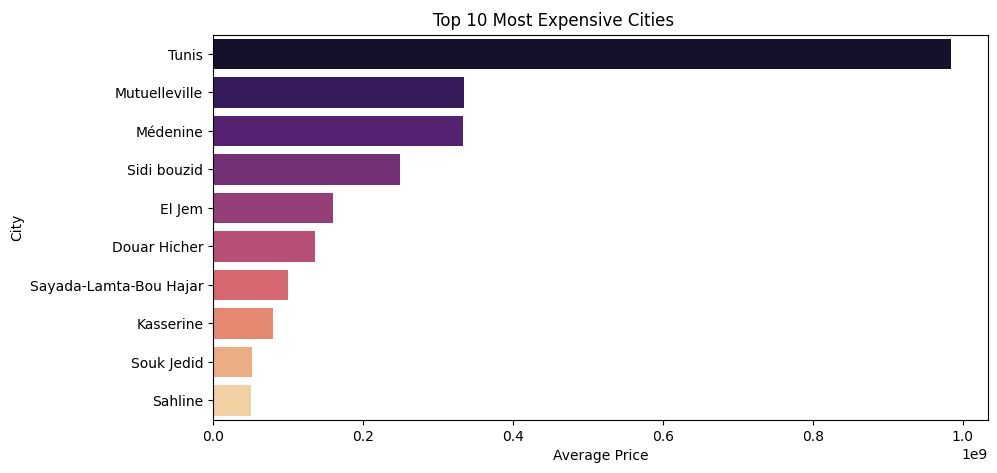 Top 10 Most Expensive Cities
City
Tunis
Mutuelleville
Médenine
Sidi bouzid
El Jem
Douar Hicher
Sayada-Lamta-Bou Hajar
Kasserine
Souk Jedid
Sahline
0.0 0.2 0.4 0.6 0.8 1.0
1e9
Average Price